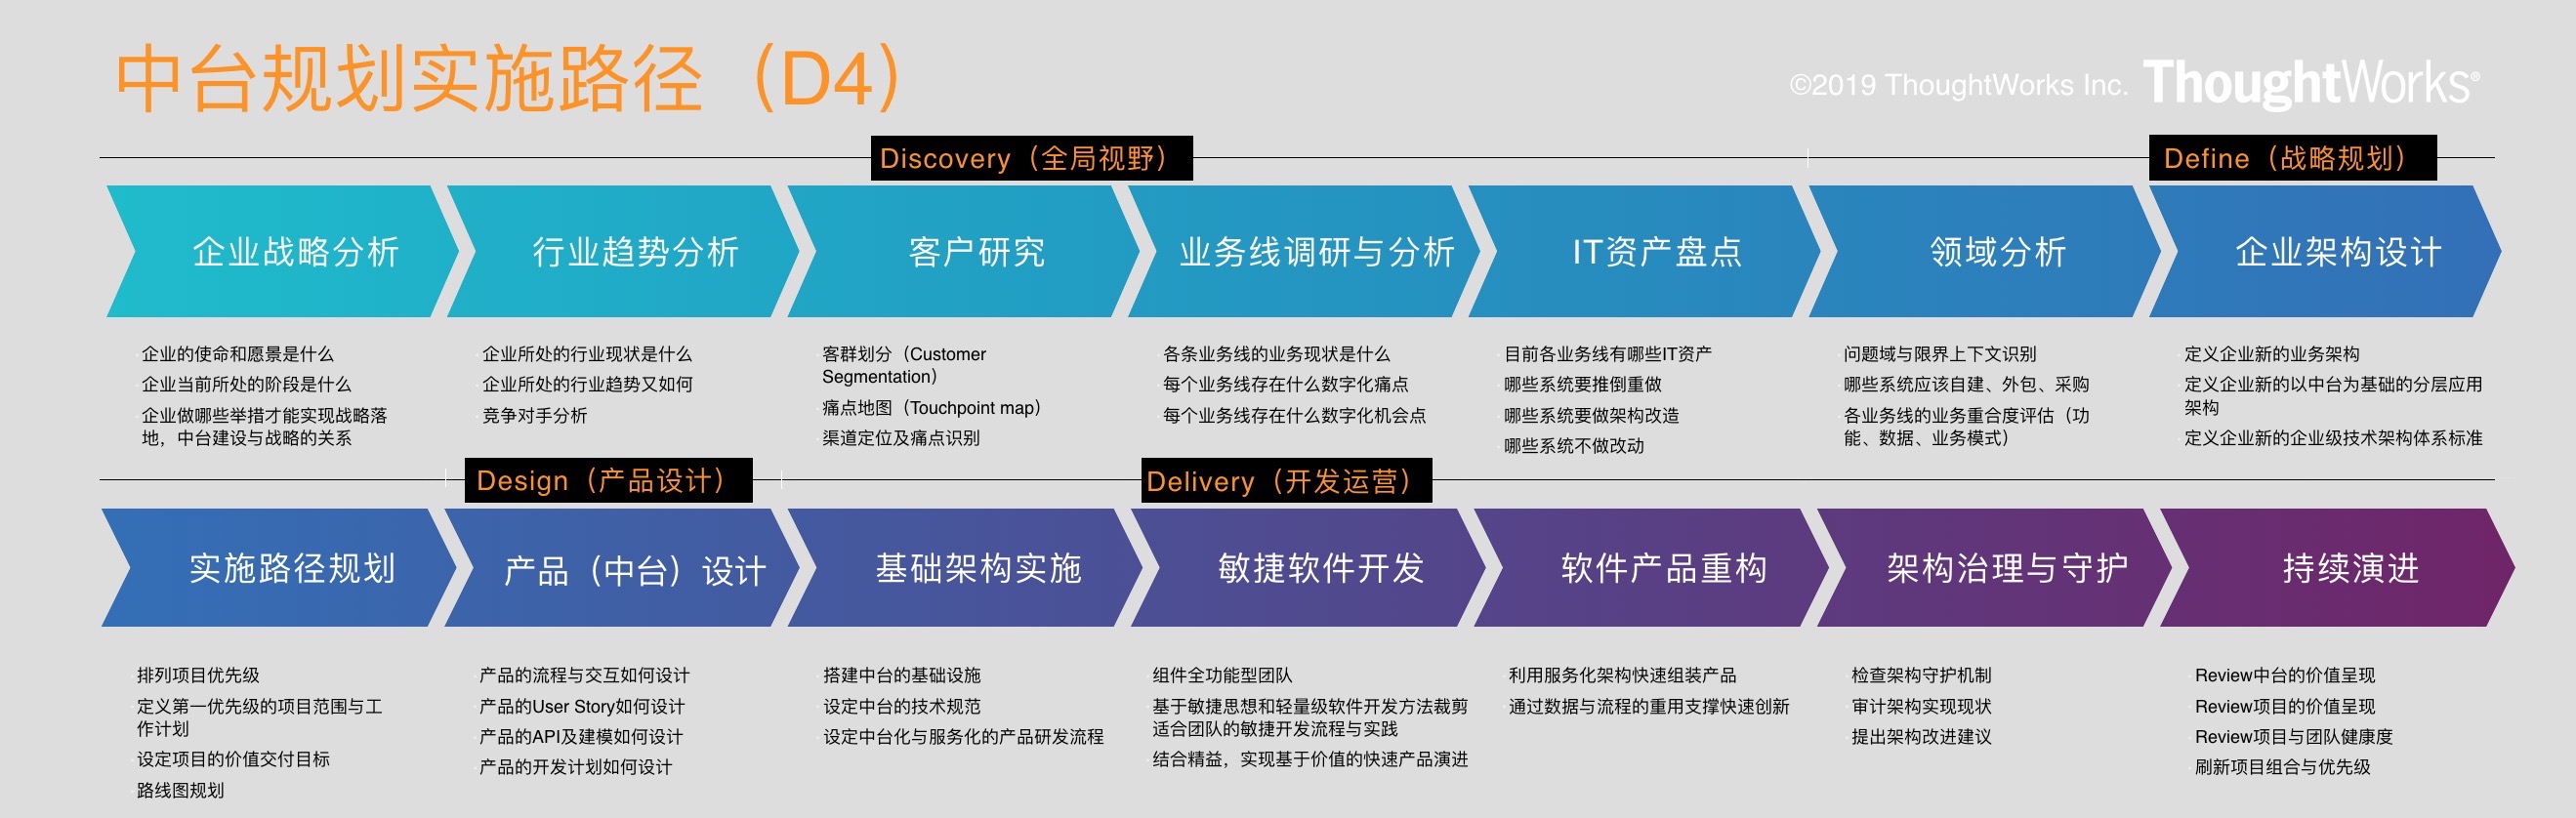 中台规划实施路径（D4）
©2019 ThoughtWorks Inc. ThoughtWorks®
Discovery（全局视野）
Define（战略规划）
企业战略分析
行业趋势分析
客户研究
业务线调研与分析
IT资产盘点
领域分析
企业架构设计
企业的使命和愿景是什么
企业当前所处的阶段是什么
企业做哪些举措才能实现战略落
地，中台建设与战略的关系
企业所处的行业现状是什么
企业所处的行业趋势又如何
竞争对手分析
客群划分（Customer
Segmentation）
痛点地图（Touchpoint map）
渠道定位及痛点识别
各条业务线的业务现状是什么
每个业务线存在什么数字化痛点
每个业务线存在什么数字化机会点
目前各业务线有哪些IT资产
哪些系统要推倒重做
哪些系统要做架构改造
哪些系统不做改动
问题域与限界上下文识别
哪些系统应该自建、外包、采购
各业务线的业务重合度评估（功
能、数据、业务模式）
定义企业新的业务架构
定义企业新的以中台为基础的分层应用
架构
定义企业新的企业级技术架构体系标准
Design（产品设计）
Delivery（开发运营）
实施路径规划
产品（中台）设计
基础架构实施
敏捷软件开发
软件产品重构
架构治理与守护
持续演进
排列项目优先级
定义第一优先级的项目范围与工
作计划
设定项目的价值交付目标
路线图规划
产品的流程与交互如何设计
产品的User Story如何设计
产品的API及建模如何设计
产品的开发计划如何设计
搭建中台的基础设施
设定中台的技术规范
设定中台化与服务化的产品研发流程
组件全功能型团队
基于敏捷思想和轻量级软件开发方法裁剪
适合团队的敏捷开发流程与实践
结合精益，实现基于价值的快速产品演进
利用服务化架构快速组装产品
通过数据与流程的重用支撑快速创新
检查架构守护机制
审计架构实现现状
提出架构改进建议
Review中台的价值呈现
Review项目的价值呈现
Review项目与团队健康度
刷新项目组合与优先级